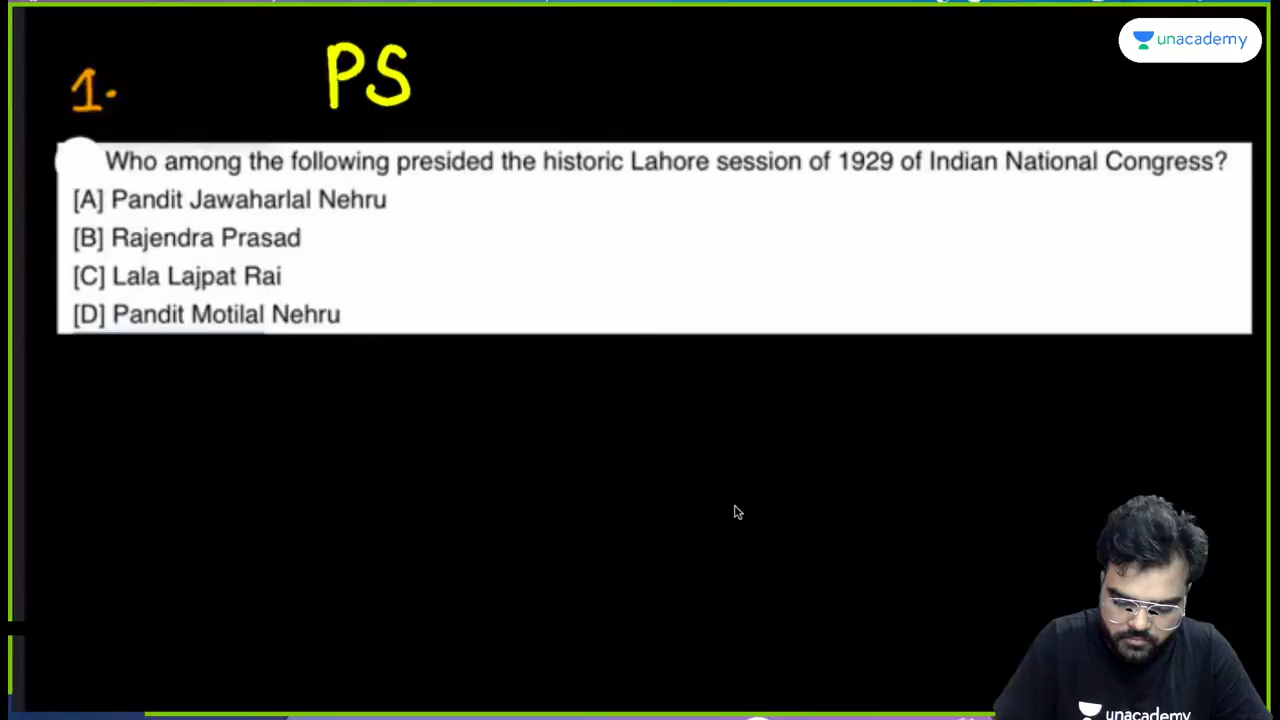 unacademy
PS
1.
Who among the following presided the historic Lahore session of 1929 of Indian National Congress?
[A] Pandit Jawaharlal Nehru
[B] Rajendra Prasad
[C] Lala Lajpat Rai
[D] Pandit Motilal Nehru
unacademy